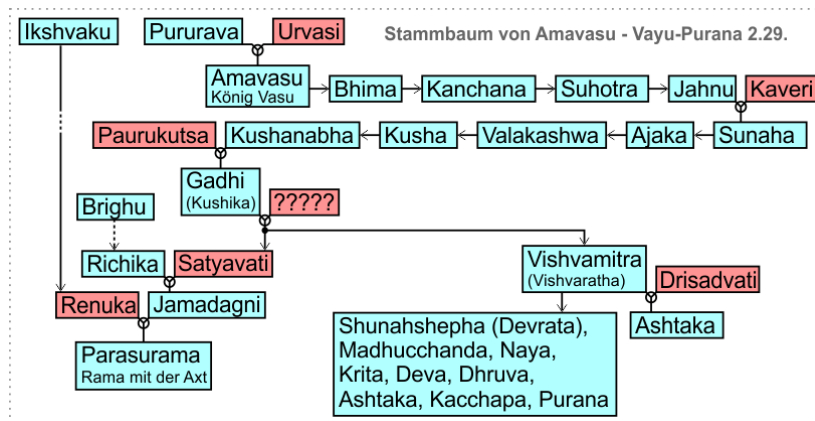 Ikshvaku
Pururava
Urvasi
Stammbaum von Amavasu - Vayu-Purana 2.29.
Amavasu
König Vasu
Bhima
Kanchana
Suhotra
Jahnu
Kaveri
Paurukutsa
Kushanabha
Kusha
Valakashwa
Ajaka
Sunaha
Gadhi
(Kushika)
?????
Brighu
Richika
Satyavati
Vishvamitra
(Vishvaratha)
Drisadvati
Renuka
Jamadagni
Ashtaka
Parasurama
Rama mit der Axt
Shunahshepha (Devrata),
Madhucchanda, Naya,
Krita, Deva, Dhruva,
Ashtaka, Kacchapa, Purana